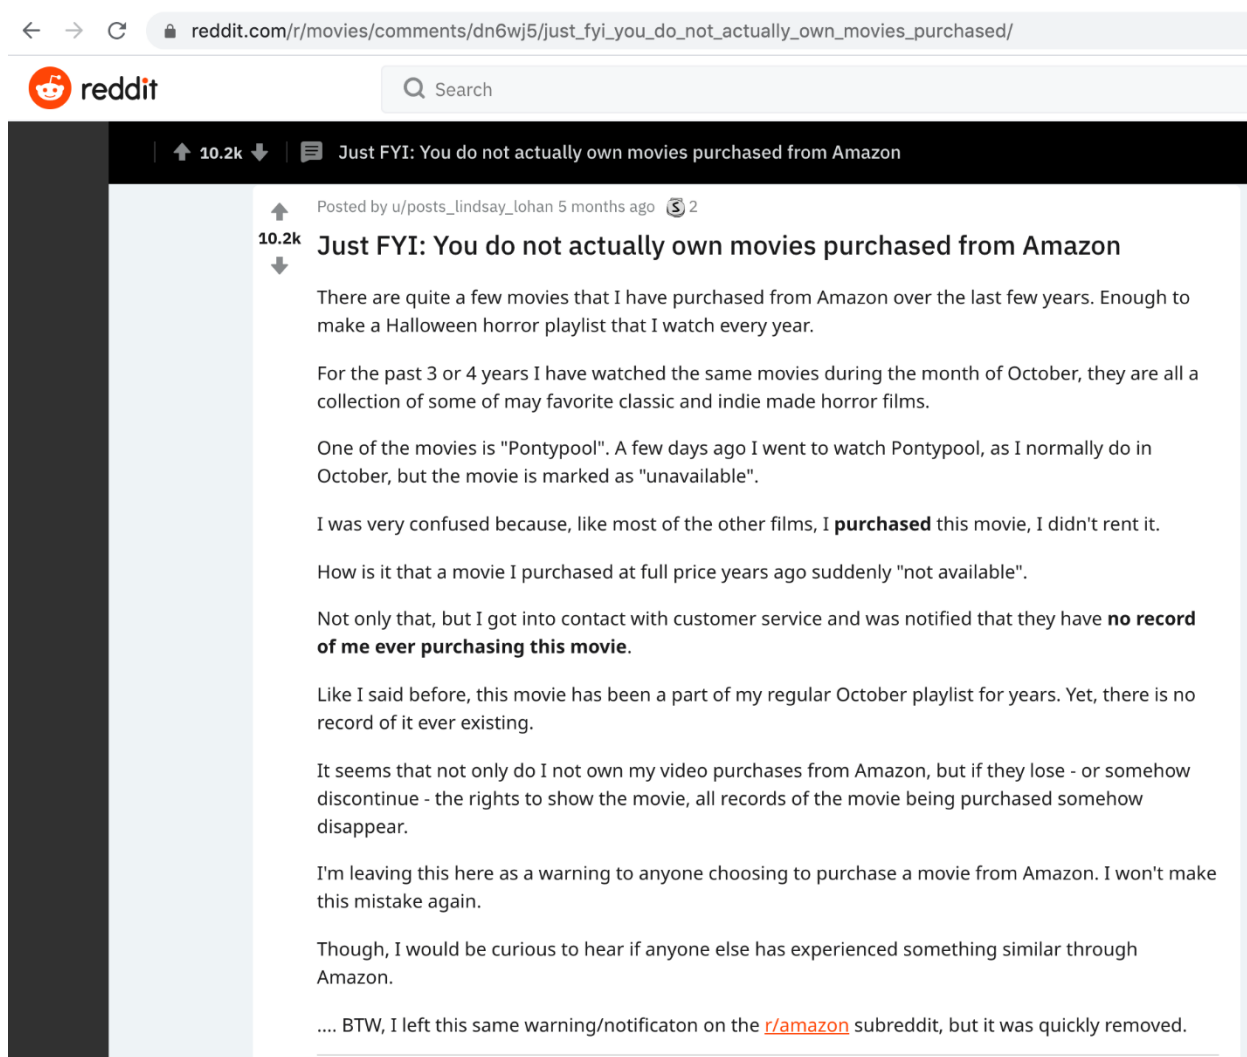 reddit.com/r/movies/comments/dn6wj5/just_fyi_you_do_not_actually_own_movies_purchased/
reddit
Search
10.2k
Just FYI: You do not actually own movies purchased from Amazon
Posted by u/posts_lindsay_lohan 5 months ago S 2
10.2k
Just FYI: You do not actually own movies purchased from Amazon
There are quite a few movies that I have purchased from Amazon over the last few years. Enough to
make a Halloween horror playlist that I watch every year.
For the past 3 or 4 years I have watched the same movies during the month of October, they are all a
collection of some of may favorite classic and indie made horror films.
One of the movies is "Pontypool". A few days ago I went to watch Pontypool, as I normally do in
October, but the movie is marked as "unavailable".
I was very confused because, like most of the other films, I purchased this movie, I didn't rent it.
How is it that a movie I purchased at full price years ago suddenly "not available".
Not only that, but I got into contact with customer service and was notified that they have no record
of me ever purchasing this movie.
Like I said before, this movie has been a part of my regular October playlist for years. Yet, there is no
record of it ever existing.
It seems that not only do I not own my video purchases from Amazon, but if they lose - or somehow
discontinue - the rights to show the movie, all records of the movie being purchased somehow
disappear.
I'm leaving this here as a warning to anyone choosing to purchase a movie from Amazon. I won't make
this mistake again.
Though, I would be curious to hear if anyone else has experienced something similar through
Amazon.
.... BTW, I left this same warning/notificaton on the r/amazon subreddit, but it was quickly removed.